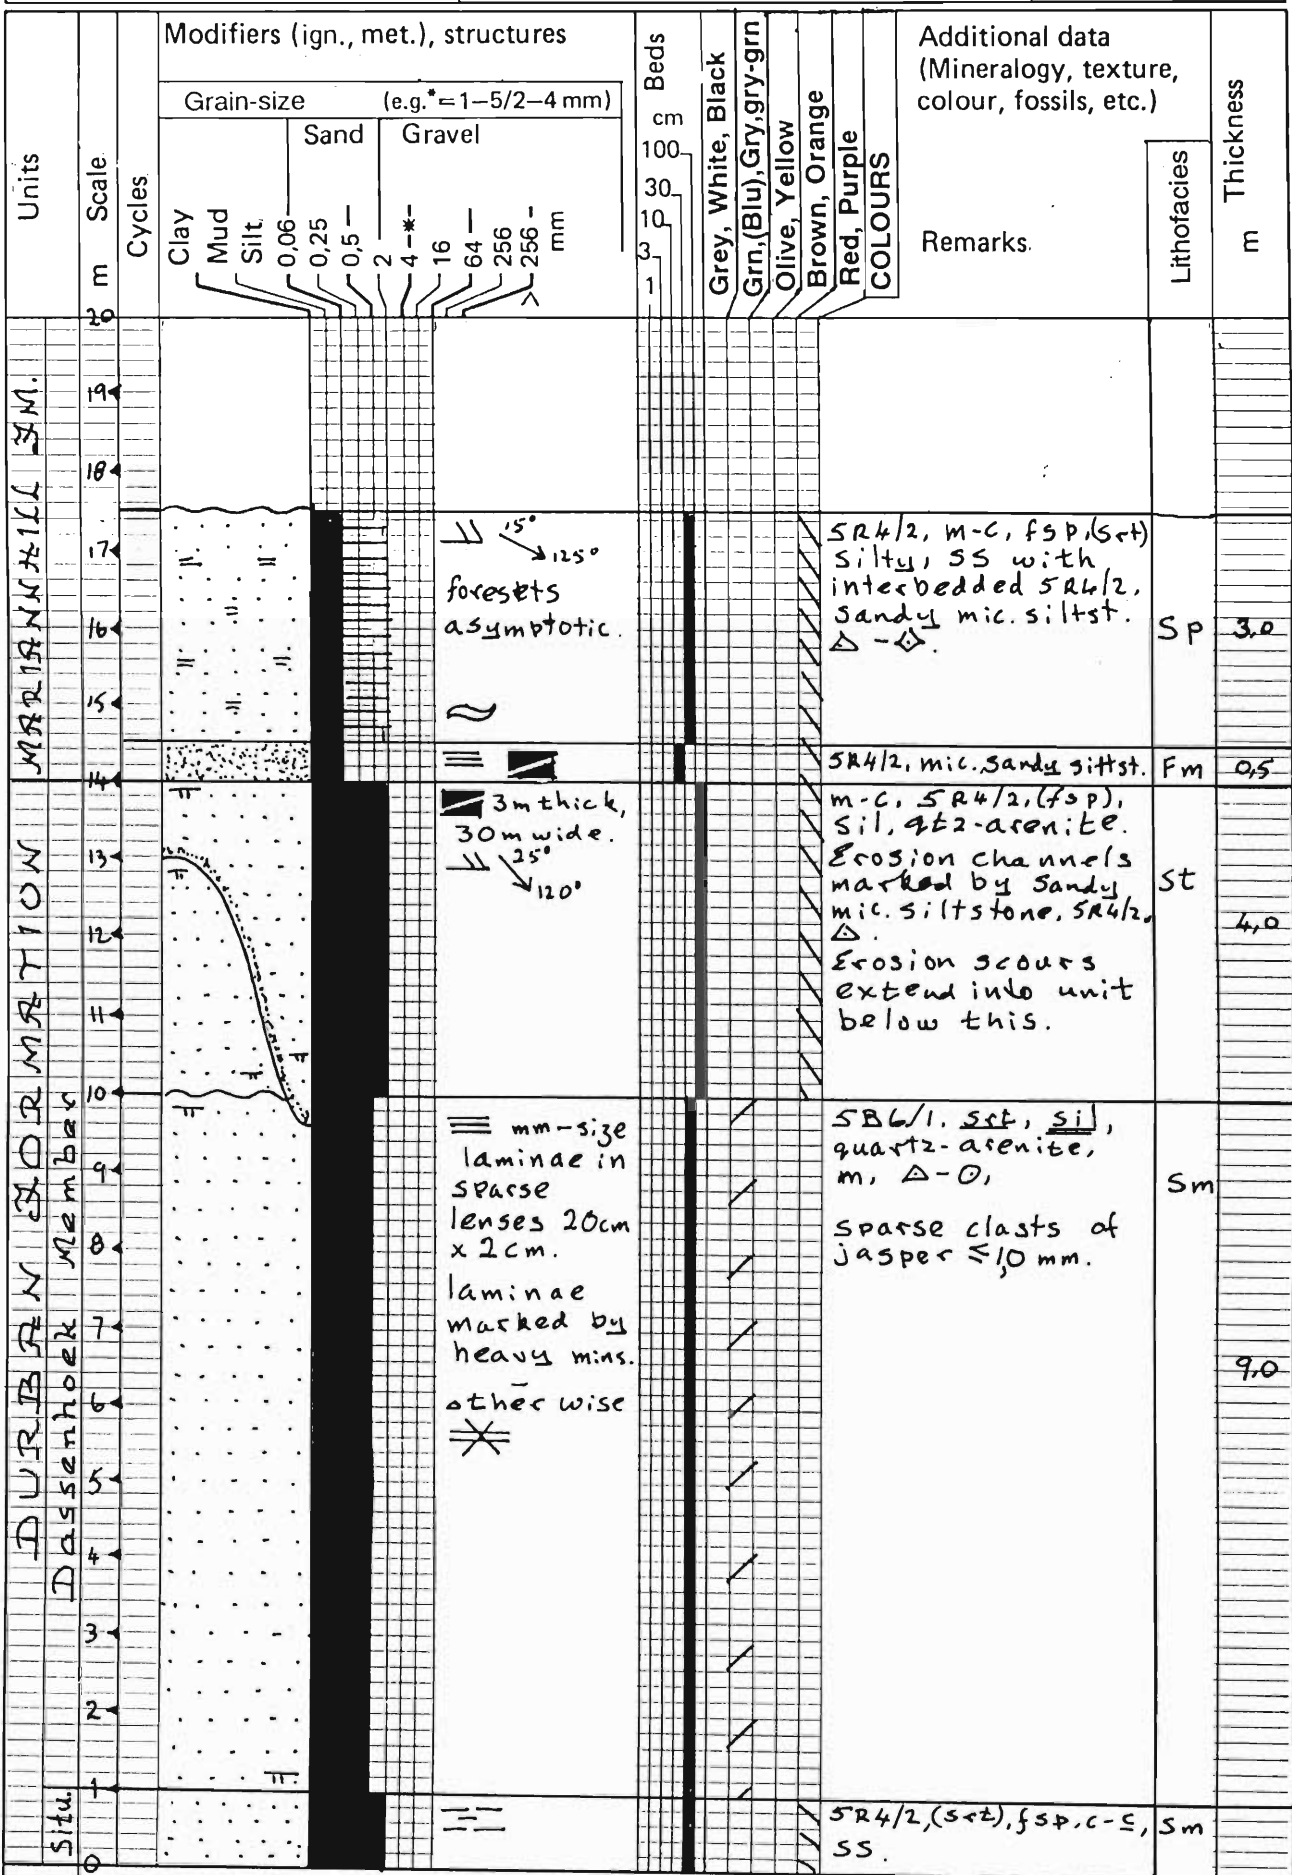 Modifiers (ign., met.), structures
Grain-size (e.g.*=1–5/2–4 mm)
Sand Gravel
Units
Scale
m
Cycles
Clay
Mud
Silt
0,06
0,25
0,5
2
4-*-
16
64
256
>256
mm
Beds
cm
100
30
10
3
1
Grey, White, Black
Grn,(Blu),Gry,gry-grn
Olive, Yellow
Brown, Orange
Red, Purple
COLOURS
Additional data
(Mineralogy, texture,
colour, fossils, etc.)
Remarks.
Lithofacies
Thickness
m
20
19
18
17
16
15
14
13
12
11
10
9
8
7
6
5
4
3
2
1
0
MARIANNHILL FM.
DURBAN FORMATION
Dassenhoek Member
Situ.
15°
125°
foresets
asymptotic.
5R4/2, m-c, fsp,(srt)
silty, SS with
interbedded 5R4/2,
sandy mic. siltst.
Sp
3,0
5R4/2, mic. sandy siltst.
Fm
0,5
3m thick,
30m wide.
25°
120°
m-c, 5R4/2,(fsp),
sil, qtz-arenite.
Erosion channels
marked by sandy
mic. siltstone, 5R4/2,
Erosion scours
extend into unit
below this.
St
4,0
mm-size
laminae in
sparse
lenses 20cm
x 2cm.
laminae
marked by
heavy mins.
otherwise
5B6/1, srt, sil,
quartz-arenite,
m,
sparse clasts of
jasper ≤1,0 mm.
Sm
9,0
5R4/2,(srt),fsp.c-c,
SS.
Sm